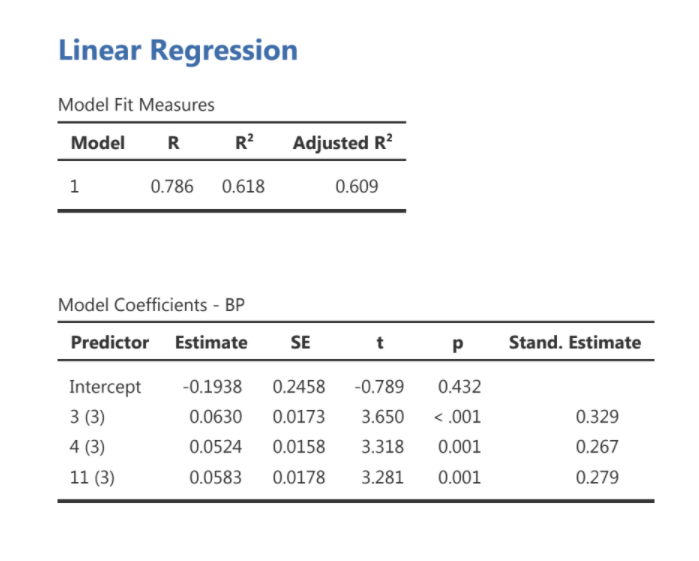 Linear Regression
Model Fit Measures
Model R R² Adjusted R²
1 0.786 0.618 0.609
Model Coefficients - BP
Predictor Estimate SE t p Stand. Estimate
Intercept -0.1938 0.2458 -0.789 0.432
3 (3) 0.0630 0.0173 3.650 < .001 0.329
4 (3) 0.0524 0.0158 3.318 0.001 0.267
11 (3) 0.0583 0.0178 3.281 0.001 0.279